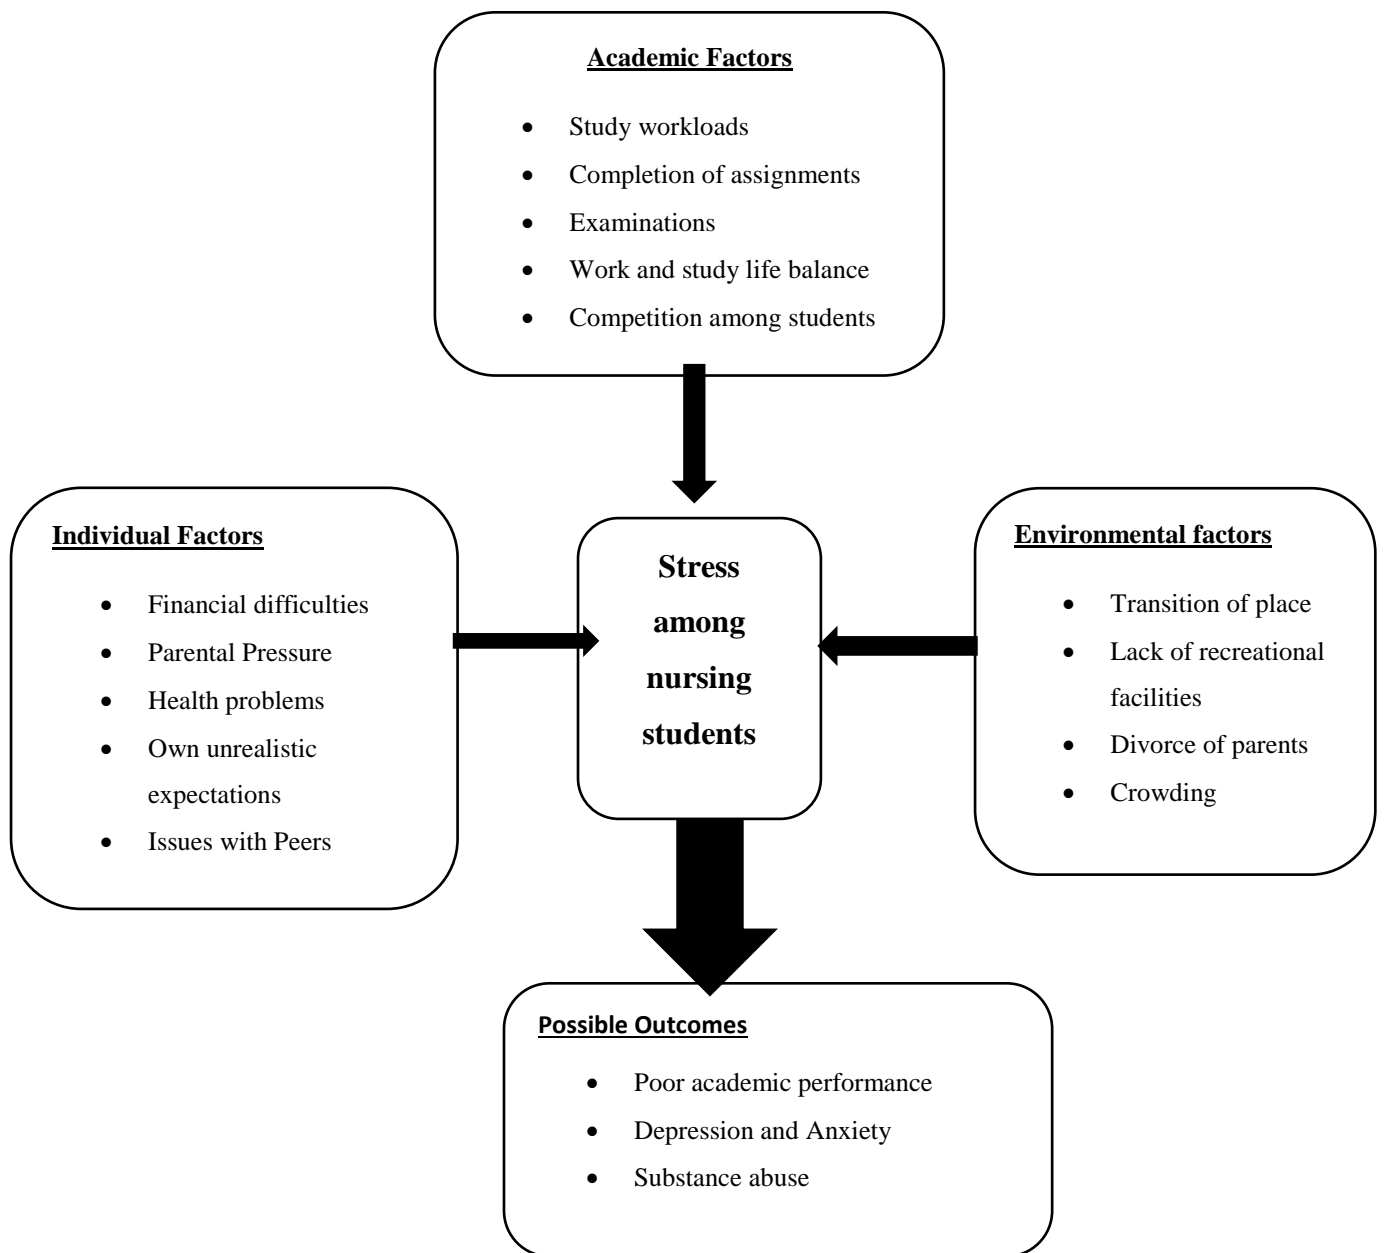 Academic Factors
• Study workloads
• Completion of assignments
• Examinations
• Work and study life balance
• Competition among students
Individual Factors
• Financial difficulties
• Parental Pressure
• Health problems
• Own unrealistic
expectations
• Issues with Peers
Stress
among
nursing
students
Environmental factors
• Transition of place
• Lack of recreational
facilities
• Divorce of parents
• Crowding
Possible Outcomes
• Poor academic performance
• Depression and Anxiety
• Substance abuse